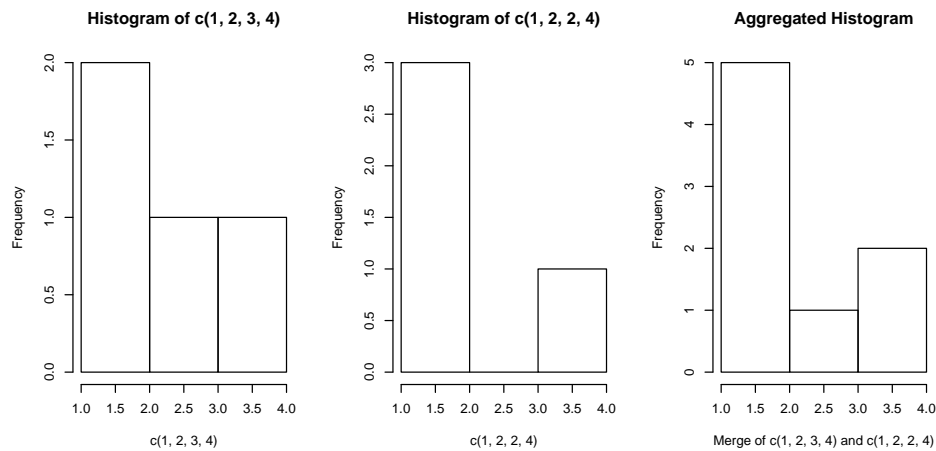 Histogram of c(1, 2, 3, 4)
Frequency
2.0
1.5
1.0
0.5
0.0
1.0 1.5 2.0 2.5 3.0 3.5 4.0
c(1, 2, 3, 4)
Histogram of c(1, 2, 2, 4)
Frequency
3.0
2.5
2.0
1.5
1.0
0.5
0.0
1.0 1.5 2.0 2.5 3.0 3.5 4.0
c(1, 2, 2, 4)
Aggregated Histogram
Frequency
5
4
3
2
1
0
1.0 1.5 2.0 2.5 3.0 3.5 4.0
Merge of c(1, 2, 3, 4) and c(1, 2, 2, 4)